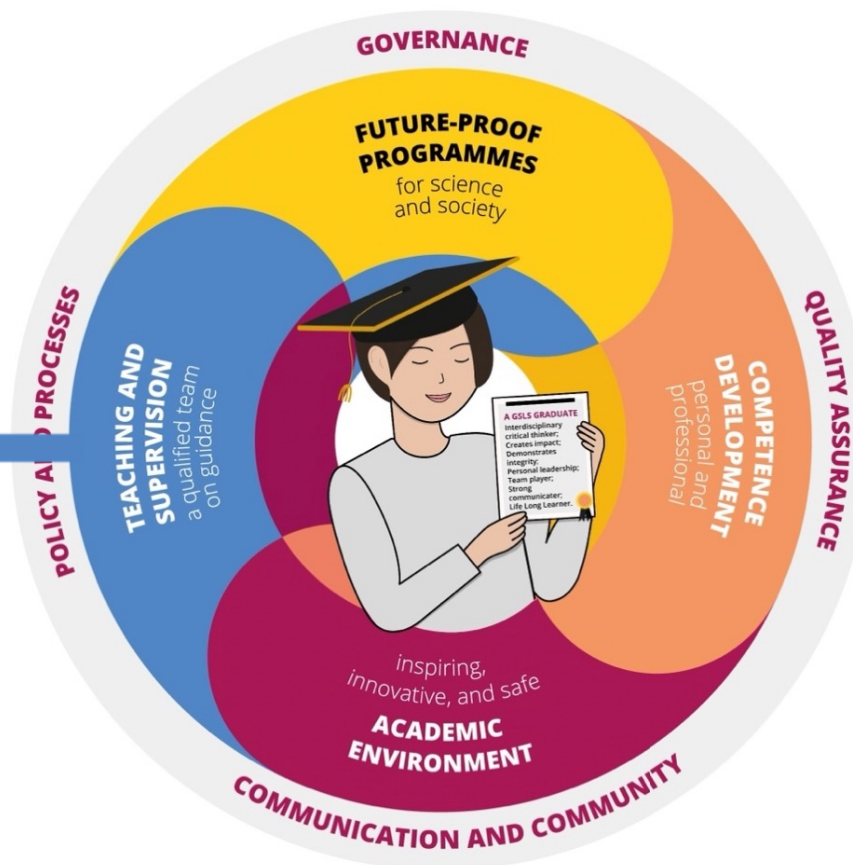 GOVERNANCE
FUTURE-PROOF
PROGRAMMES
for science
and society
QUALITY ASSURANCE
COMPETENCE
DEVELOPMENT
personal and
professional
POLICY A D PROCESSES
TEACHING AND
SUPERVISION
a qualified team
on guidance
A GSLS GRADUATE
Interdisciplinary
critical thinker;
Creates impact;
Demonstrates
integrity;
Personal leadership;
Team player;
Strong
communicater;
Life Long Learner.
inspiring,
innovative, and safe
ACADEMIC
ENVIRONMENT
COMMUNICATION AND COMMUNITY